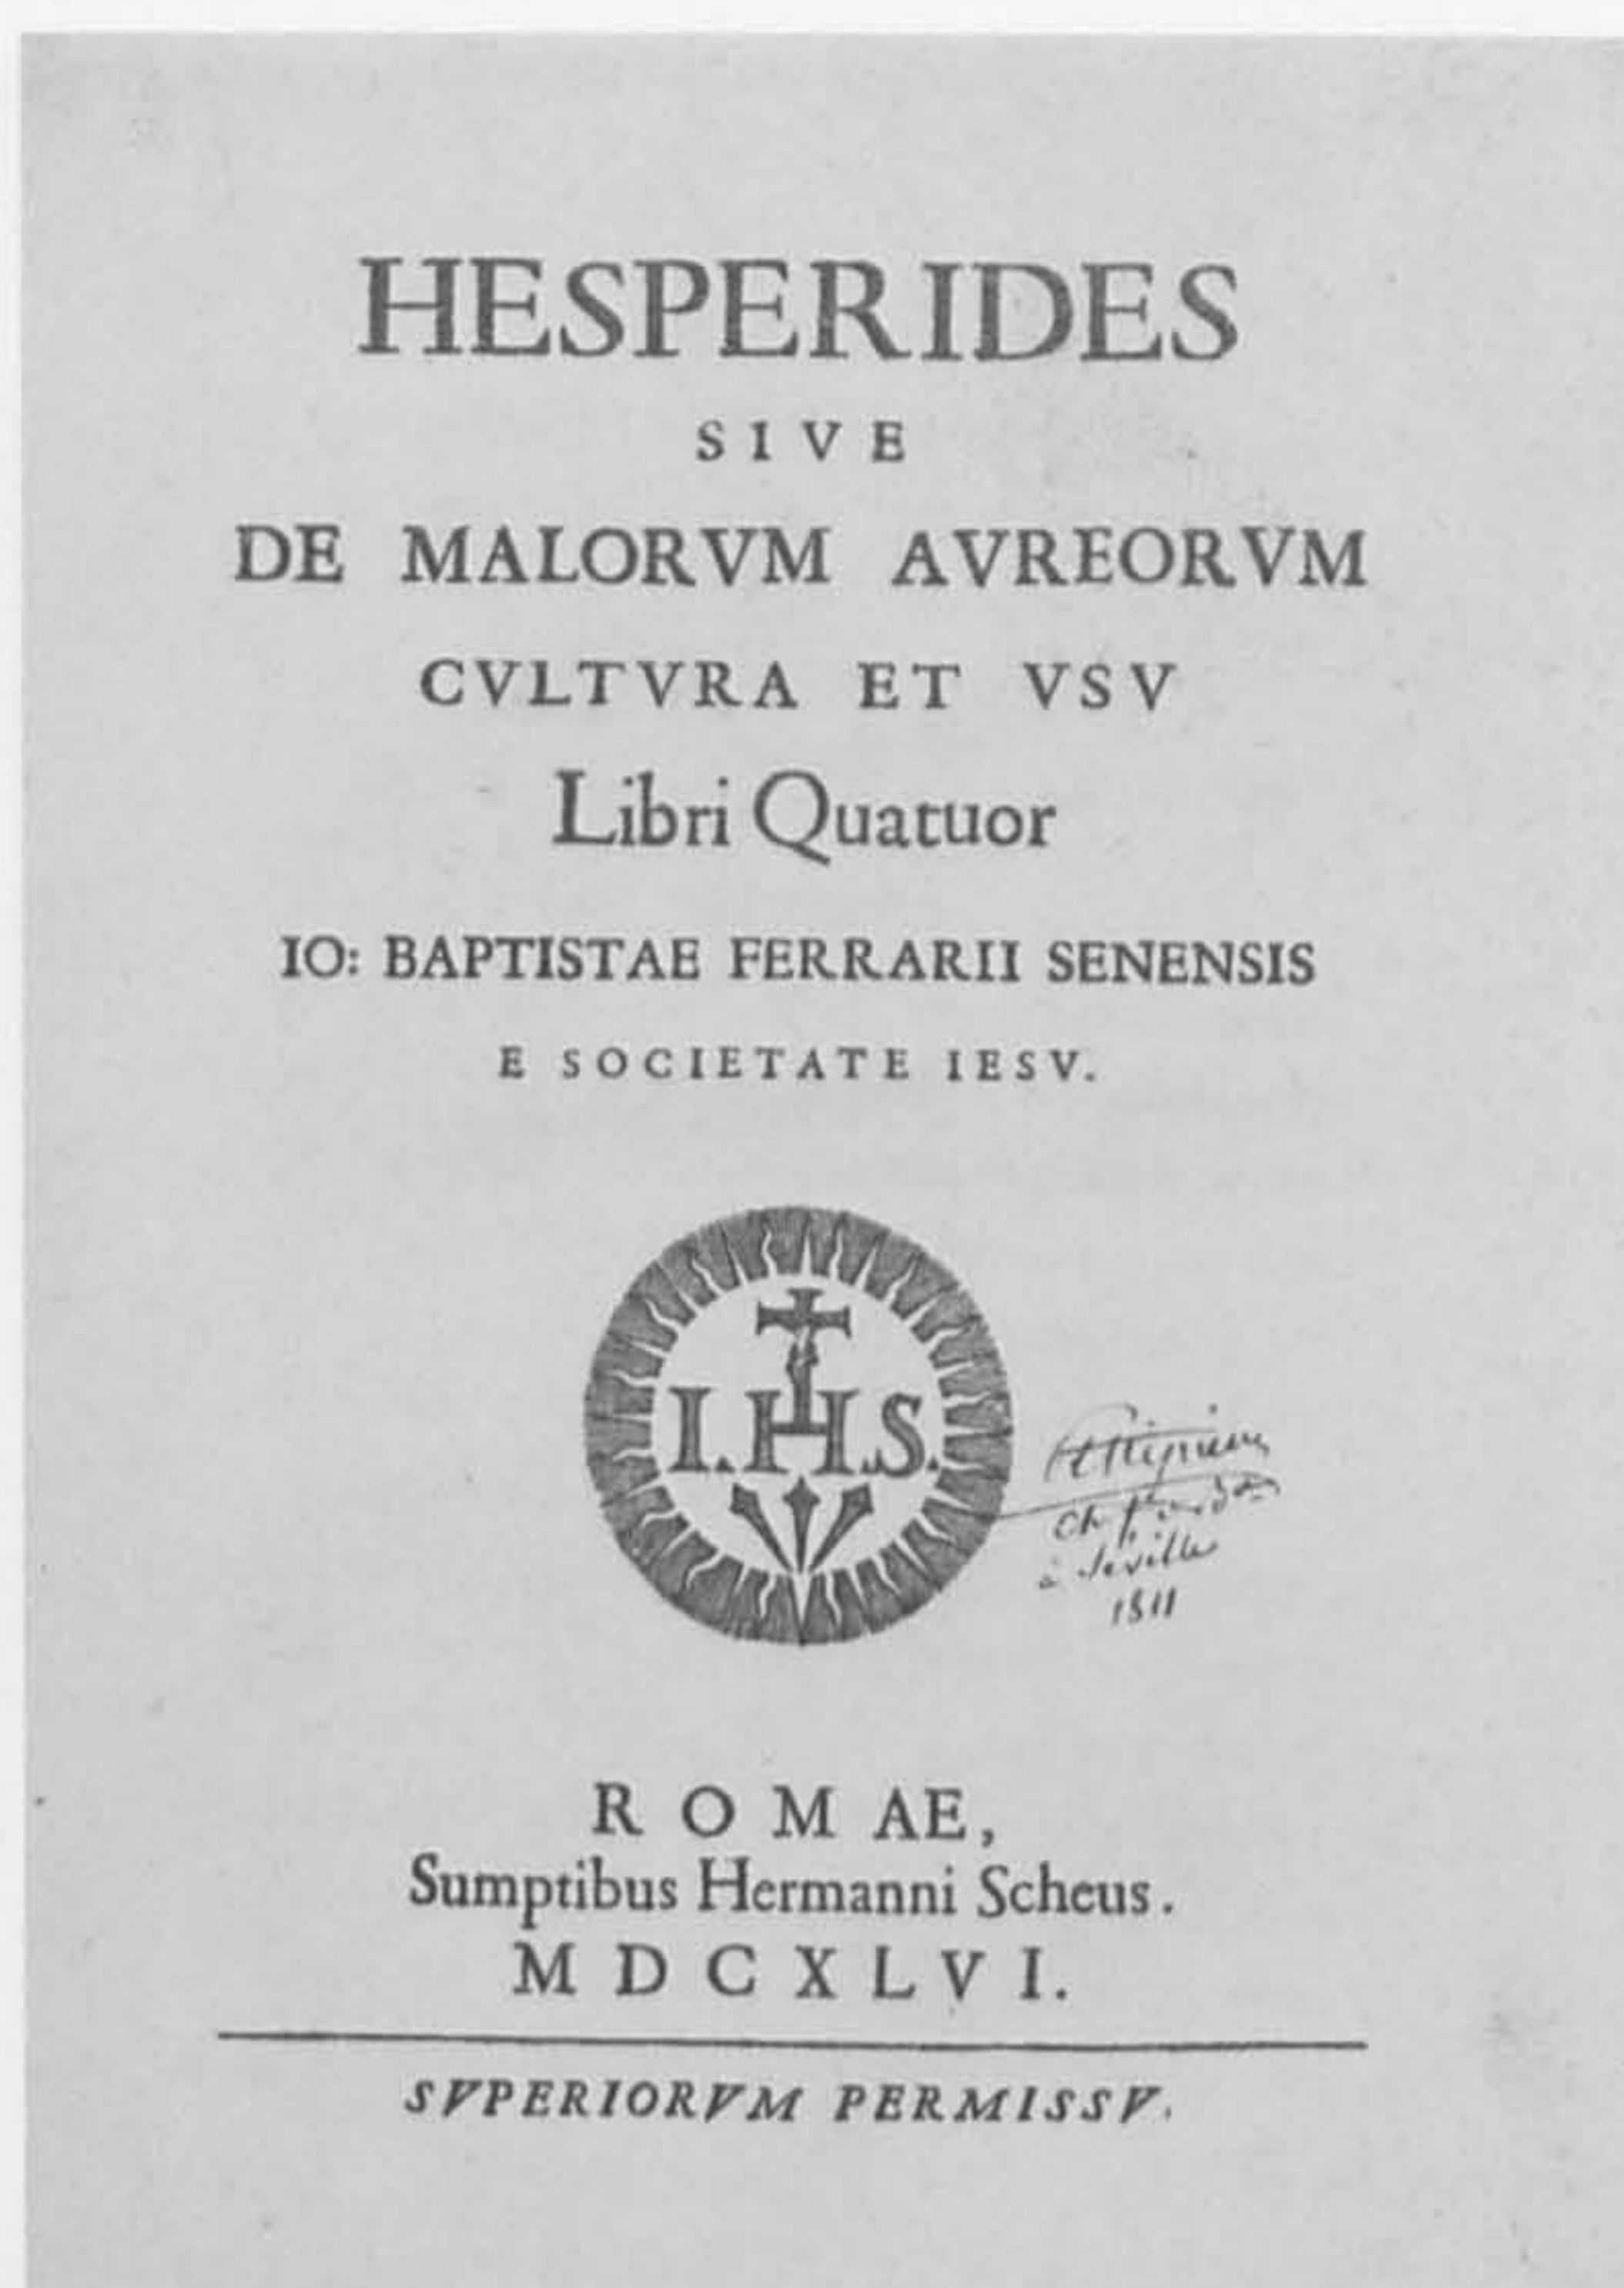 HESPERIDES
SIVE
DE MALORVM AVREORVM
CVLTVRA ET VSV
Libri Quatuor
IO: BAPTISTAE FERRARII SENENSIS
E SOCIETATE IESV.
I.H.S.
à Séville
1811
ROMAE,
Sumptibus Hermanni Scheus.
MDCXLVI.
SVPERIORVM PERMISSV.